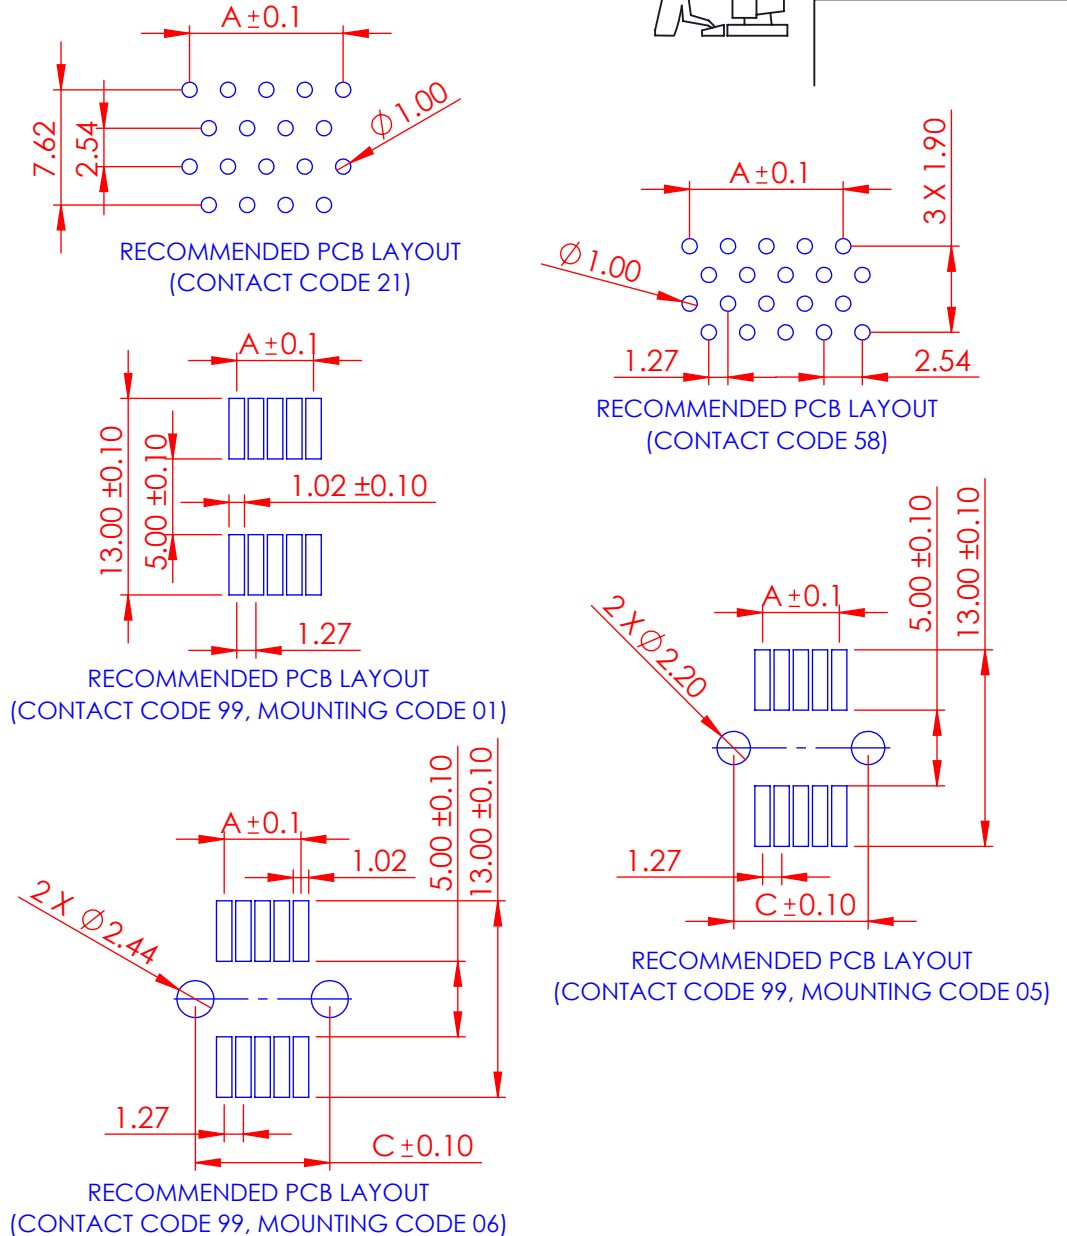 A ±0.1
7.62
2.54
Ø 1.00
RECOMMENDED PCB LAYOUT
(CONTACT CODE 21)
A ±0.1
3 X 1.90
Ø 1.00
1.27
2.54
RECOMMENDED PCB LAYOUT
(CONTACT CODE 58)
A ±0.1
13.00 ±0.10
5.00 ±0.10
1.02 ±0.10
1.27
RECOMMENDED PCB LAYOUT
(CONTACT CODE 99, MOUNTING CODE 01)
5.00 ±0.10
13.00 ±0.10
A ±0.1
2 X Ø 2.20
1.27
C ±0.10
RECOMMENDED PCB LAYOUT
(CONTACT CODE 99, MOUNTING CODE 05)
A ±0.1
5.00 ±0.10
13.00 ±0.10
1.02
2 X Ø 2.44
1.27
C ±0.10
RECOMMENDED PCB LAYOUT
(CONTACT CODE 99, MOUNTING CODE 06)